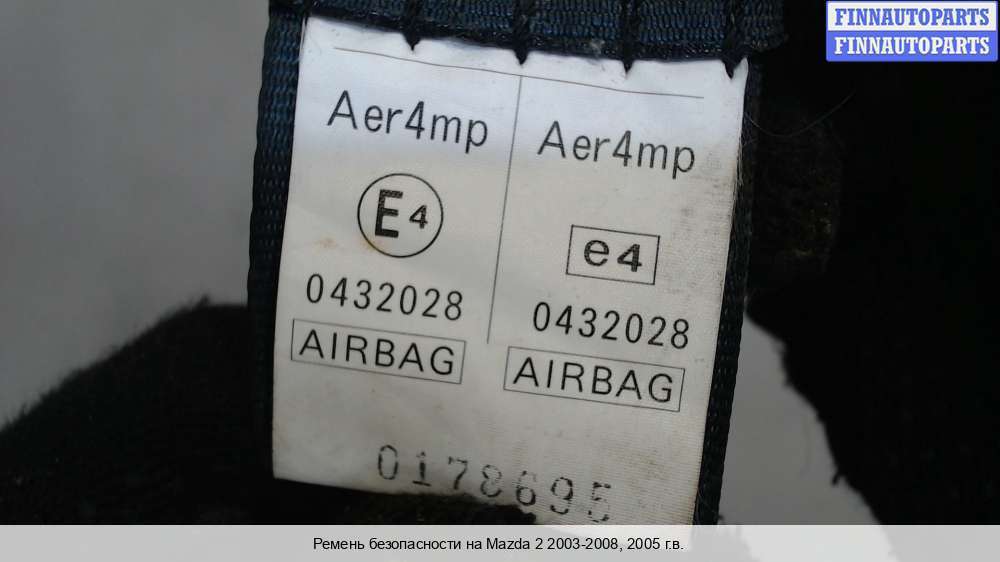 FINNAUTOPARTS
FINNAUTOPARTS
Aer4mp
E4
0432028
AIRBAG
Aer4mp
e4
0432028
AIRBAG
0178695
Ремень безопасности на Mazda 2 2003-2008, 2005 г.в.